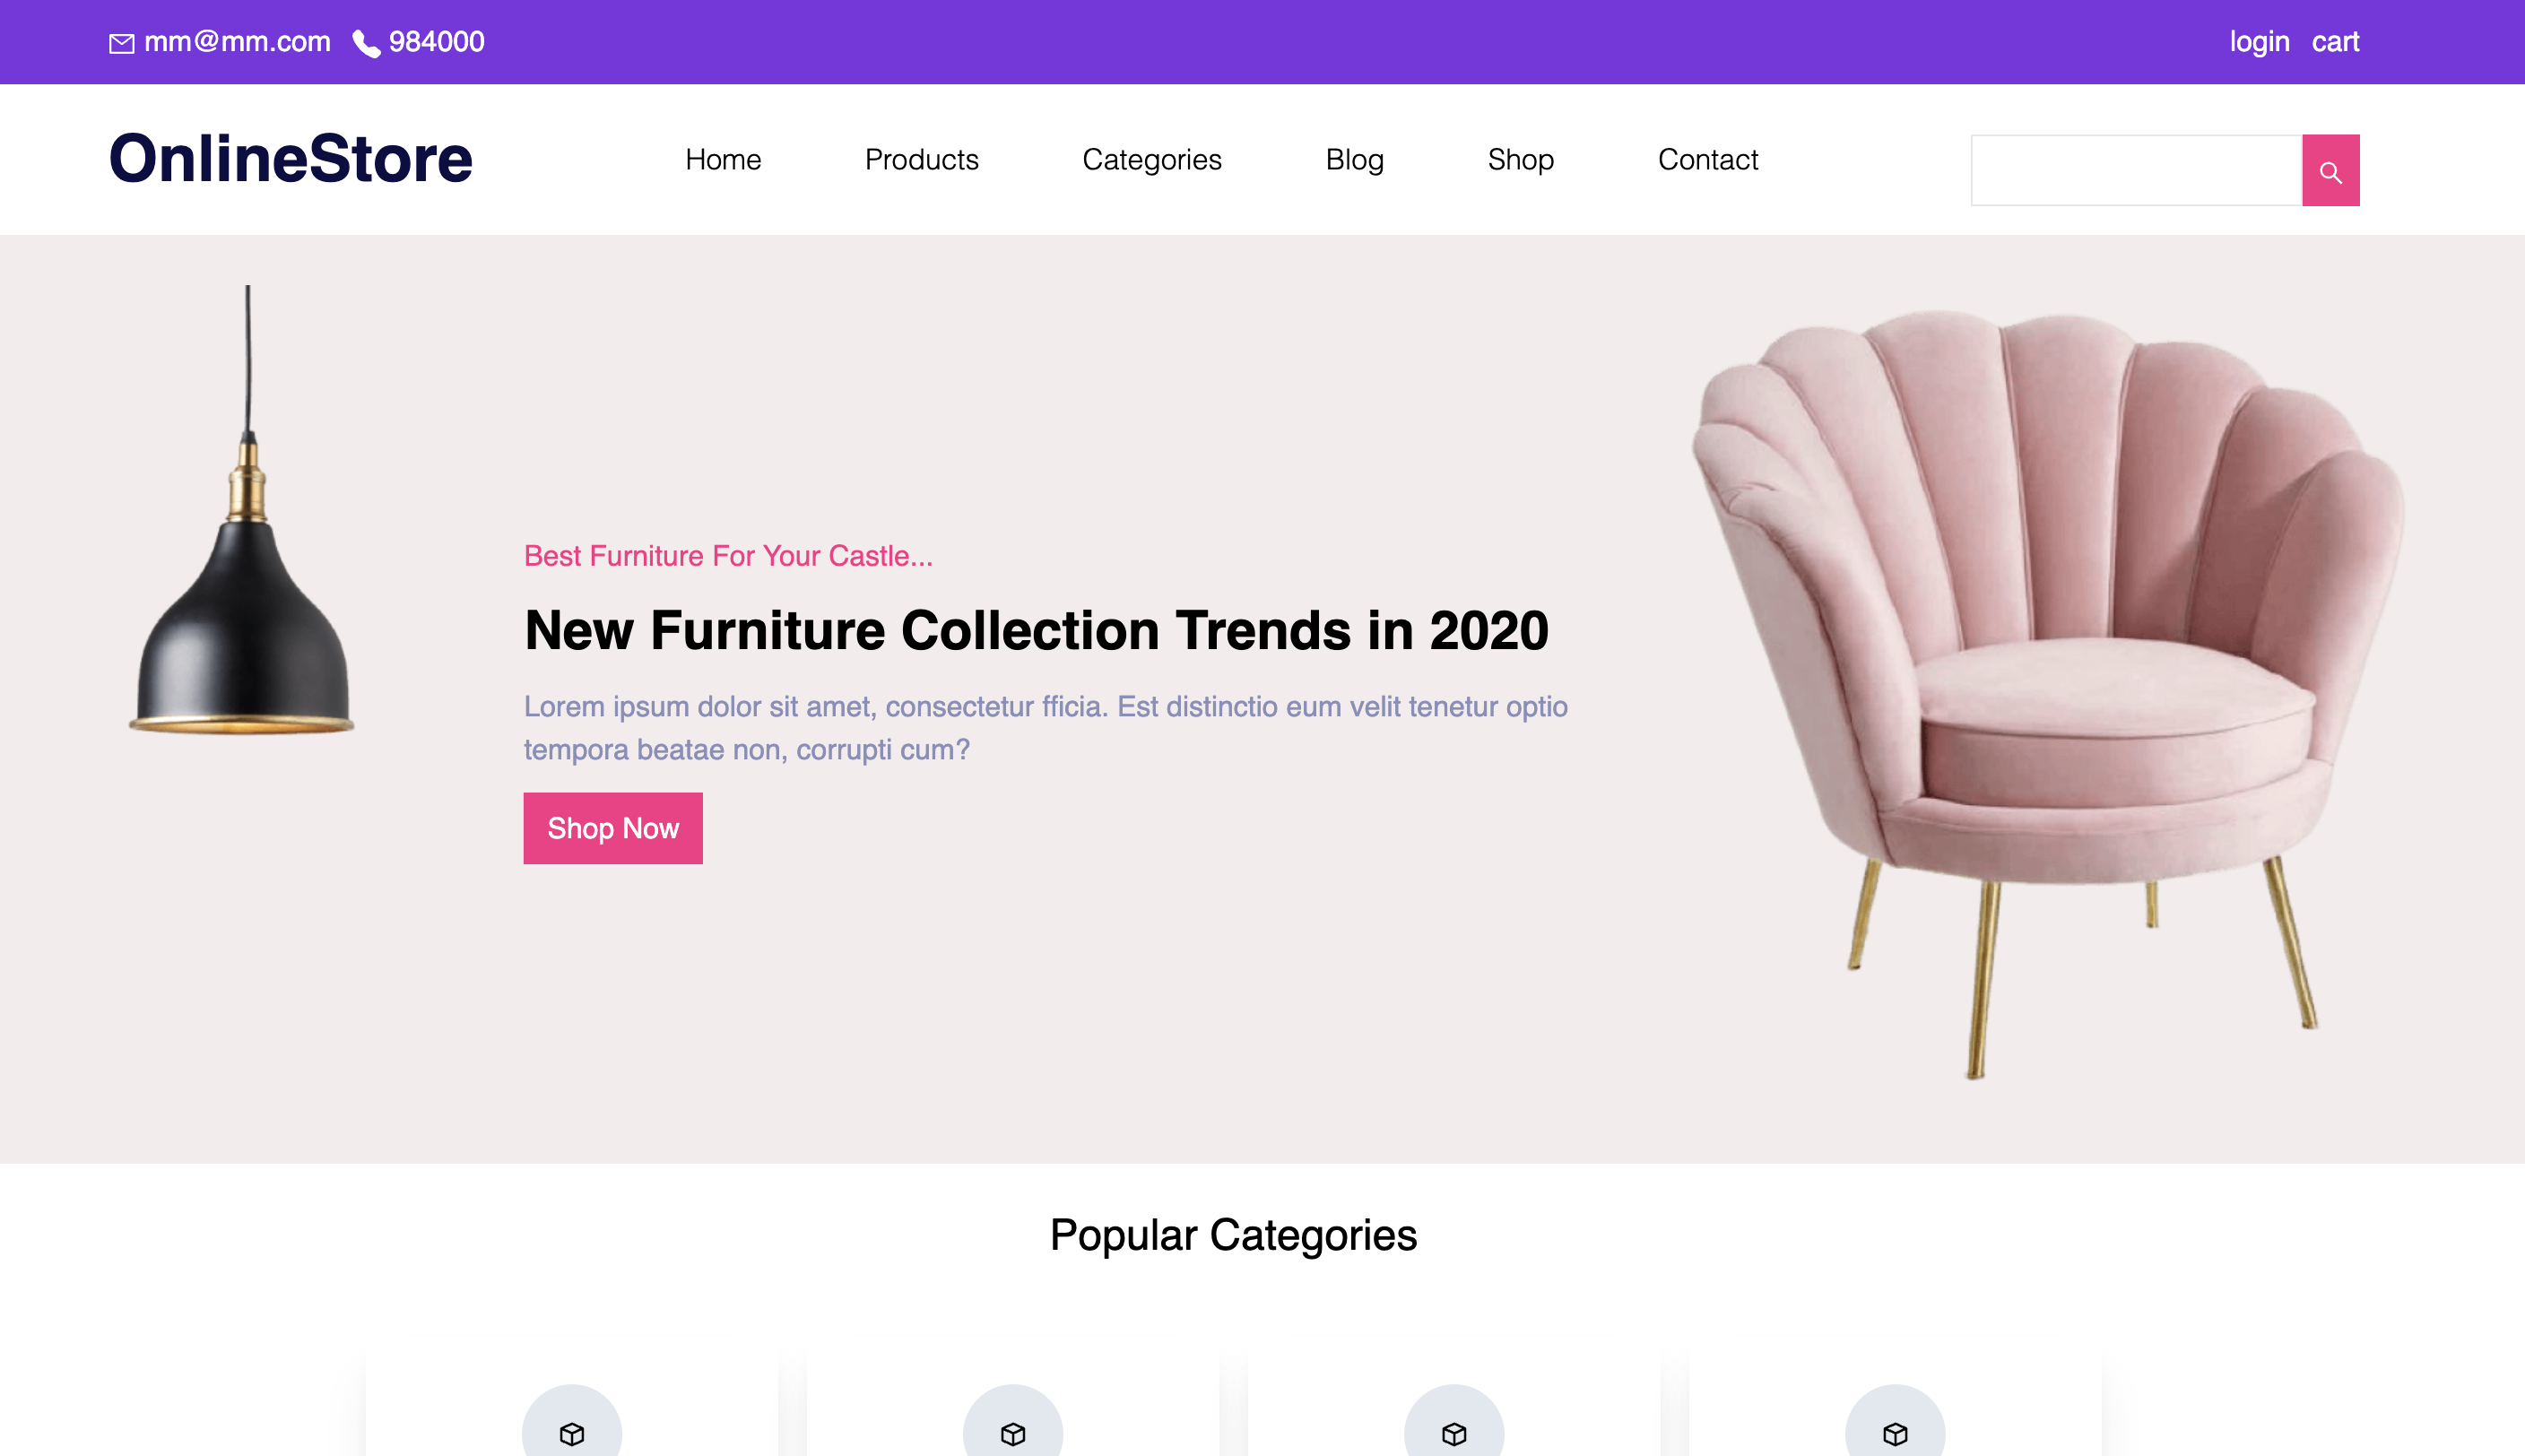 mm@mm.com 984000 login cart
OnlineStore Home Products Categories Blog Shop Contact
Best Furniture For Your Castle...
New Furniture Collection Trends in 2020
Lorem ipsum dolor sit amet, consectetur fficia. Est distinctio eum velit tenetur optio
tempora beatae non, corrupti cum?
Shop Now
Popular Categories